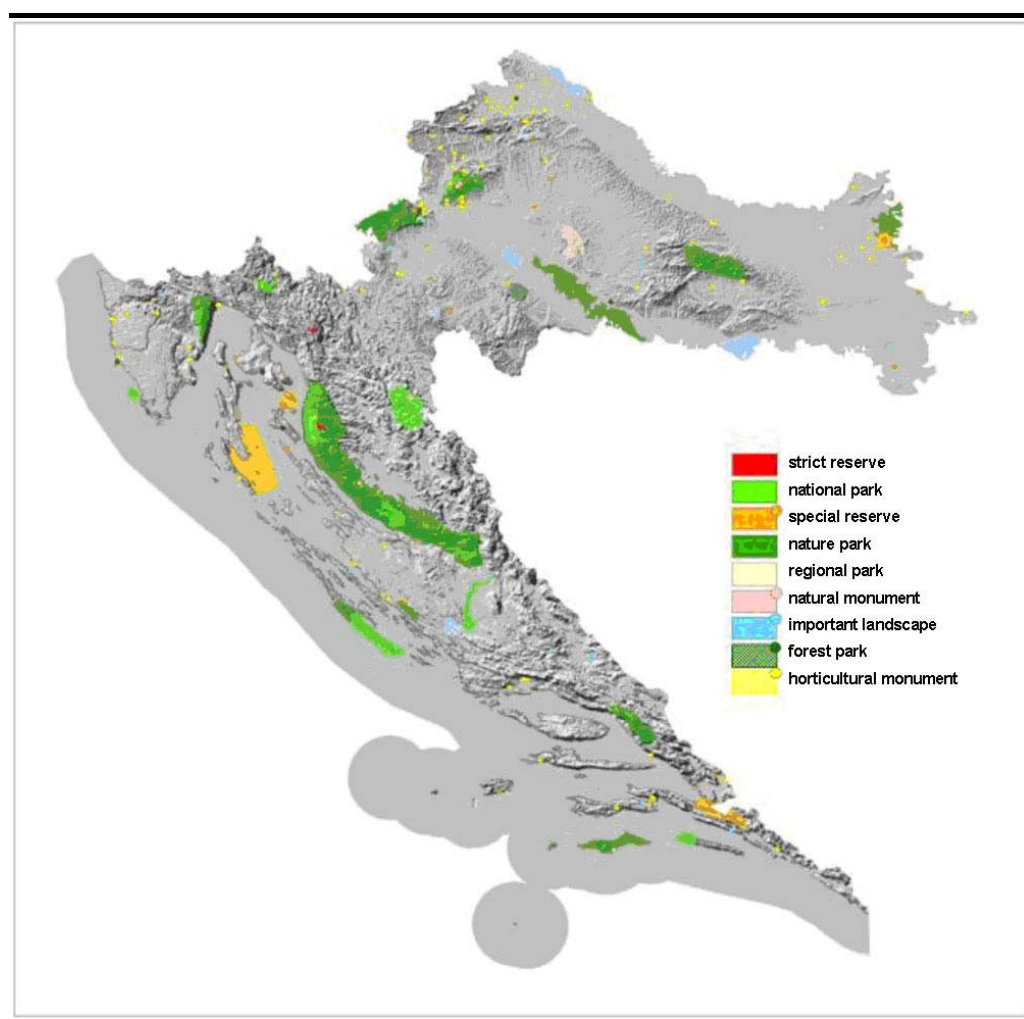 strict reserve
national park
special reserve
nature park
regional park
natural monument
important landscape
forest park
horticultural monument